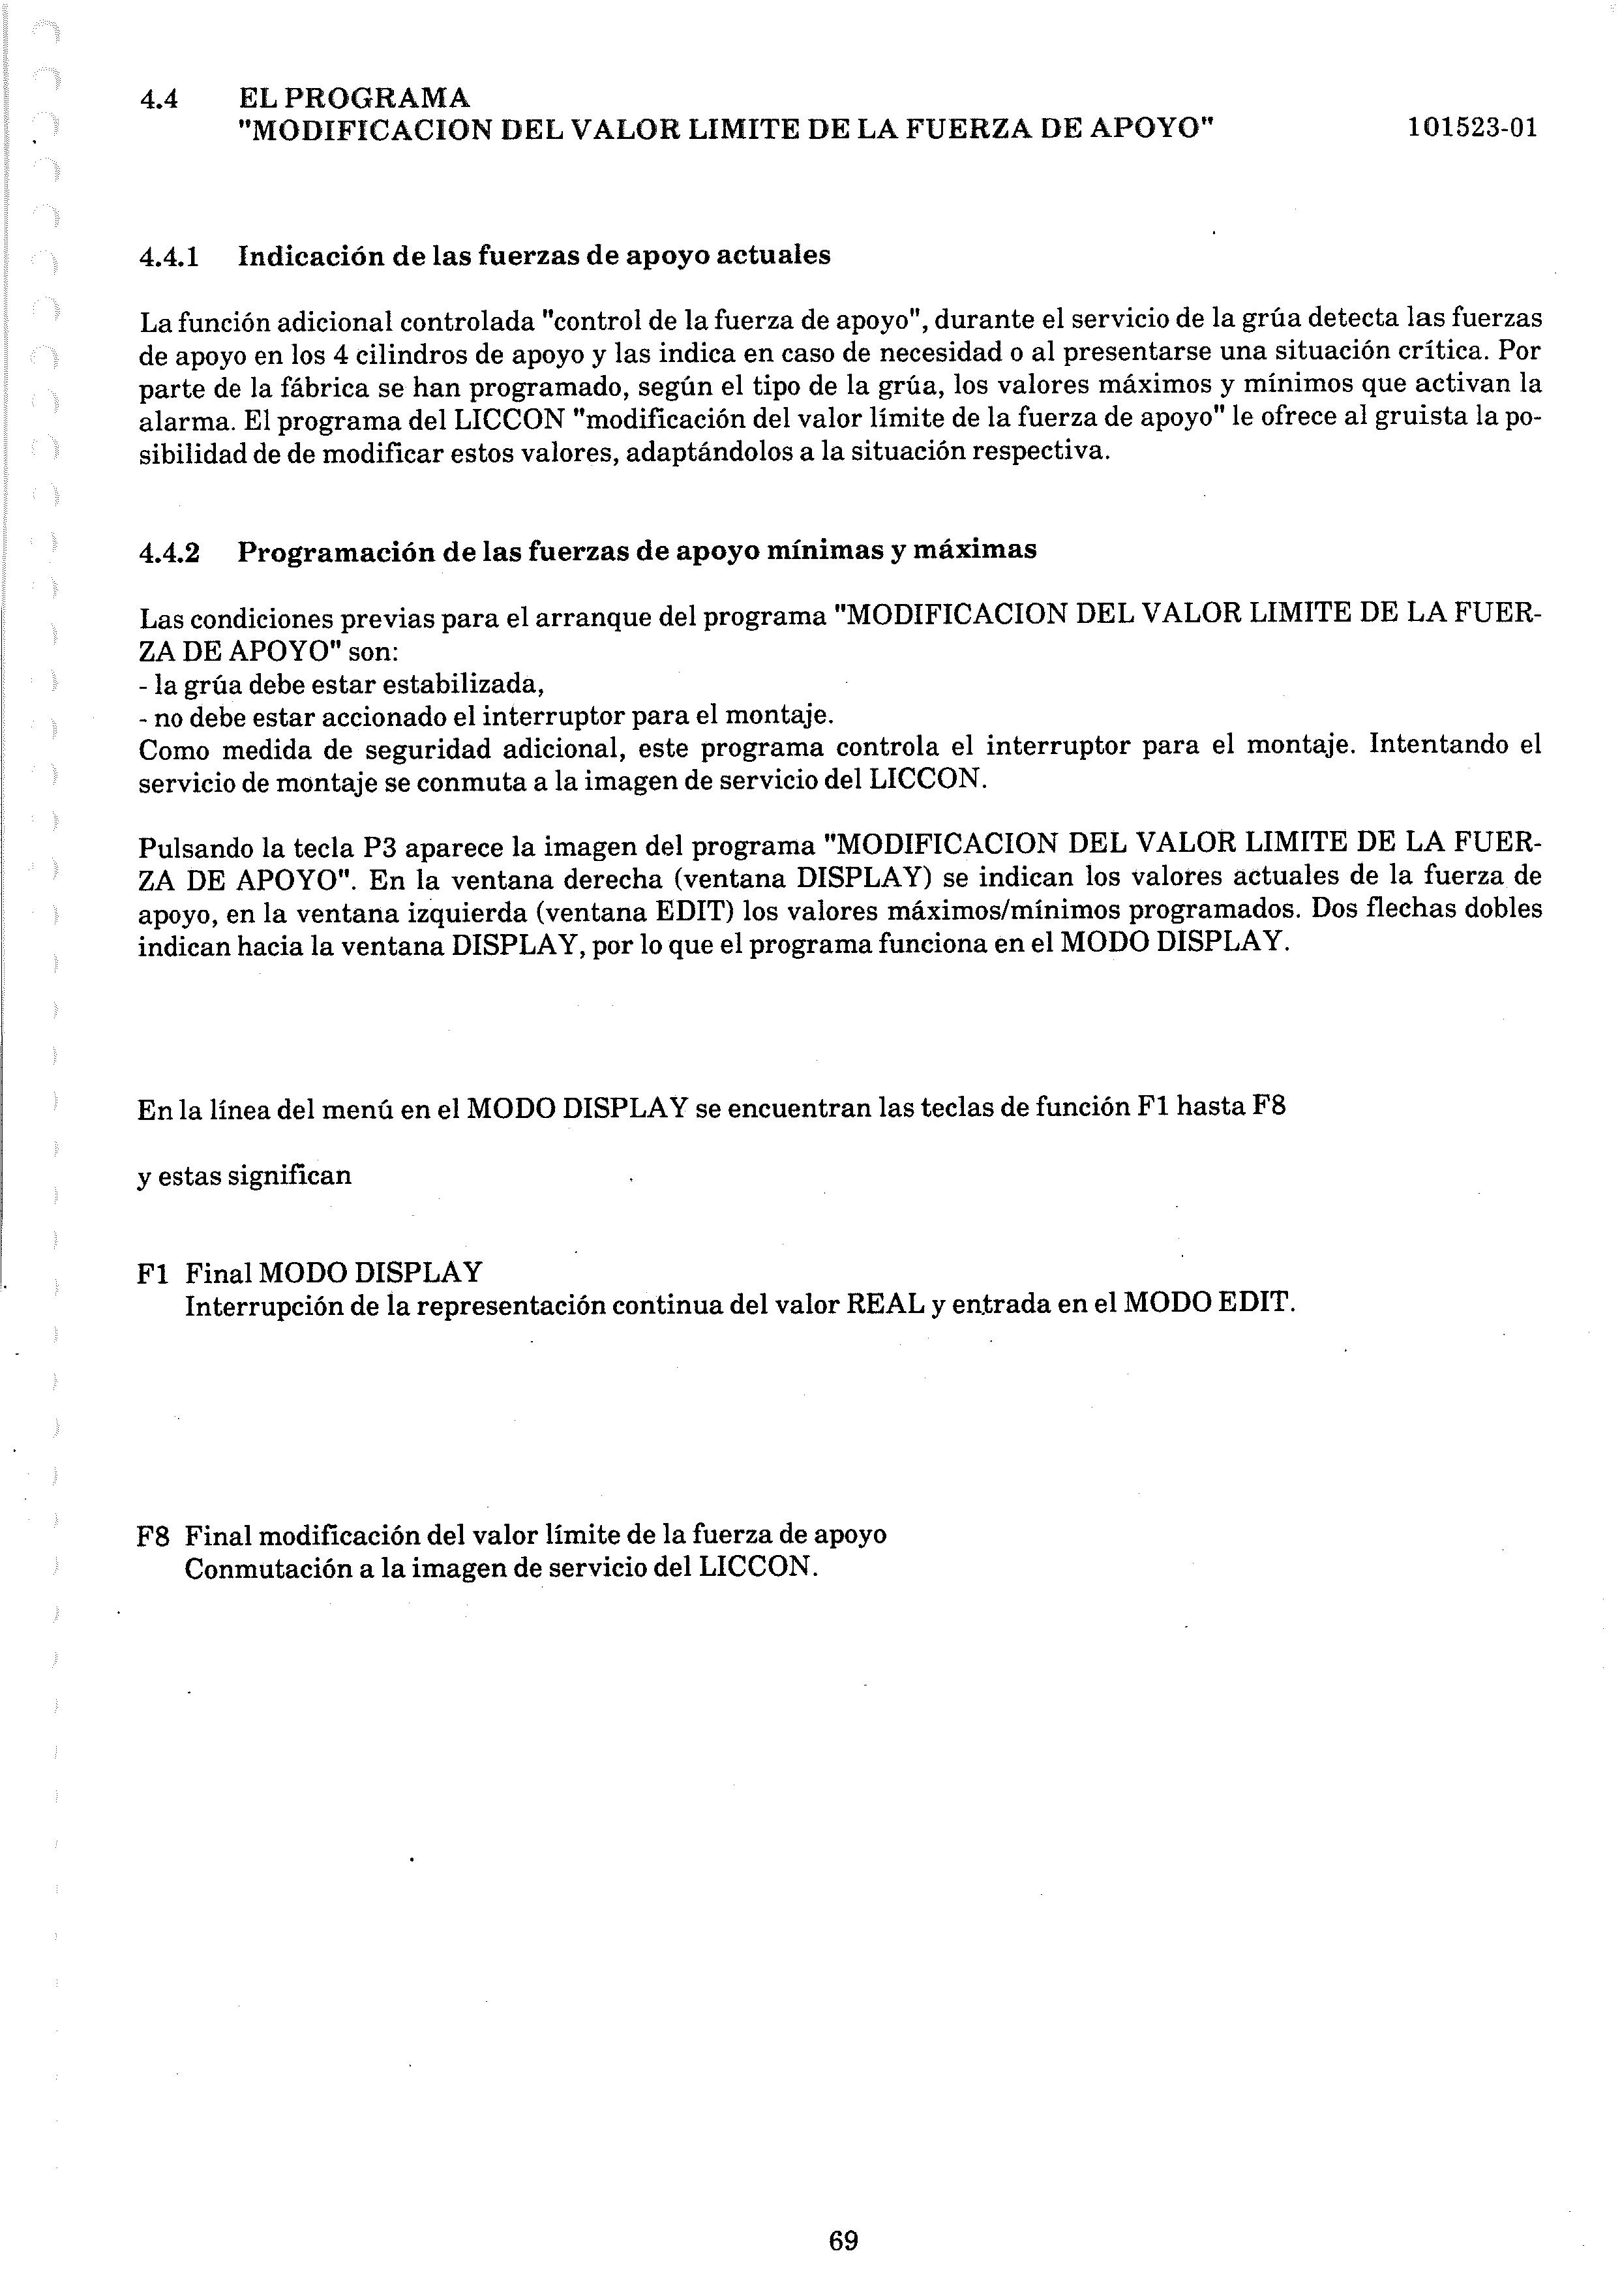 4.4 EL PROGRAMA
"MODIFICACION DEL VALOR LIMITE DE LA FUERZA DE APOYO" 101523-01
4.4.1 Indicación de las fuerzas de apoyo actuales
La función adicional controlada "control de la fuerza de apoyo", durante el servicio de la grúa detecta las fuerzas
de apoyo en los 4 cilindros de apoyo y las indica en caso de necesidad o al presentarse una situación crítica. Por
parte de la fábrica se han programado, según el tipo de la grúa, los valores máximos y mínimos que activan la
alarma. El programa del LICCON "modificación del valor límite de la fuerza de apoyo" le ofrece al gruista la po-
sibilidad de de modificar estos valores, adaptándolos a la situación respectiva.
4.4.2 Programación de las fuerzas de apoyo mínimas y máximas
Las condiciones previas para el arranque del programa "MODIFICACION DEL VALOR LIMITE DE LA FUER-
ZA DE APOYO" son:
- la grúa debe estar estabilizada,
- no debe estar accionado el interruptor para el montaje.
Como medida de seguridad adicional, este programa controla el interruptor para el montaje. Intentando el
servicio de montaje se conmuta a la imagen de servicio del LICCON.
Pulsando la tecla P3 aparece la imagen del programa "MODIFICACION DEL VALOR LIMITE DE LA FUER-
ZA DE APOYO". En la ventana derecha (ventana DISPLAY) se indican los valores actuales de la fuerza de
apoyo, en la ventana izquierda (ventana EDIT) los valores máximos/mínimos programados. Dos flechas dobles
indican hacia la ventana DISPLAY, por lo que el programa funciona en el MODO DISPLAY.
En la línea del menú en el MODO DISPLAY se encuentran las teclas de función F1 hasta F8
y estas significan
F1 Final MODO DISPLAY
Interrupción de la representación continua del valor REAL y entrada en el MODO EDIT.
F8 Final modificación del valor límite de la fuerza de apoyo
Conmutación a la imagen de servicio del LICCON.
69